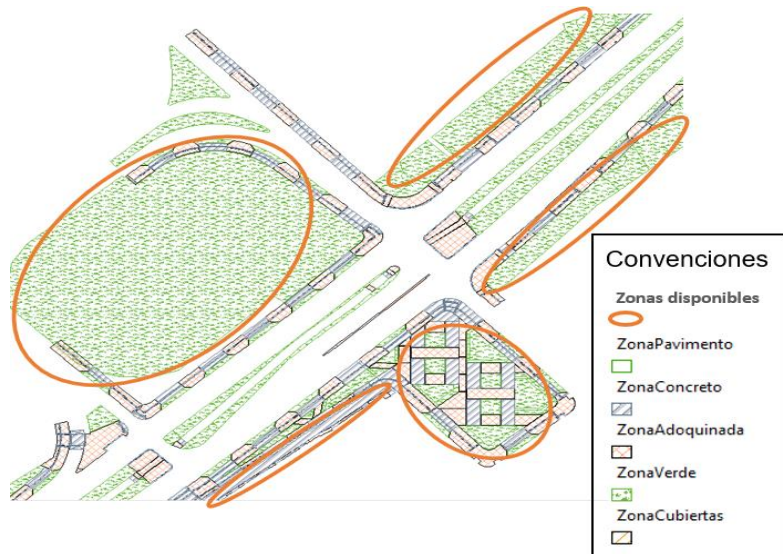 Convenciones
Zonas disponibles
ZonaPavimento
ZonaConcreto
ZonaAdoquinada
ZonaVerde
ZonaCubiertas